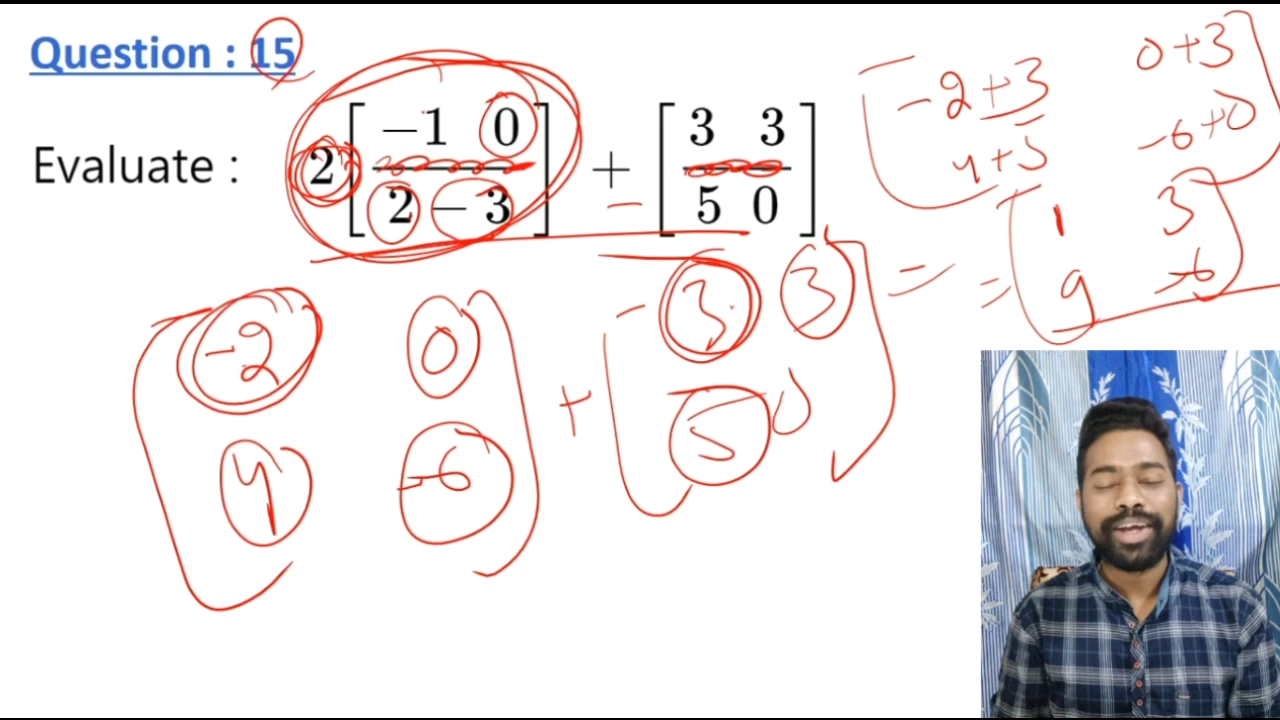 Question : 15
Evaluate : 2 [ −1 0 / 2 − 3 ] + [ 3 3 / 5 0 ]
-2+3 0+3
4+5 -6+0
= [ 1 3
9 -6 ]
[ -2 0
4 -6 ] + [ 3 3
5 0 ] =